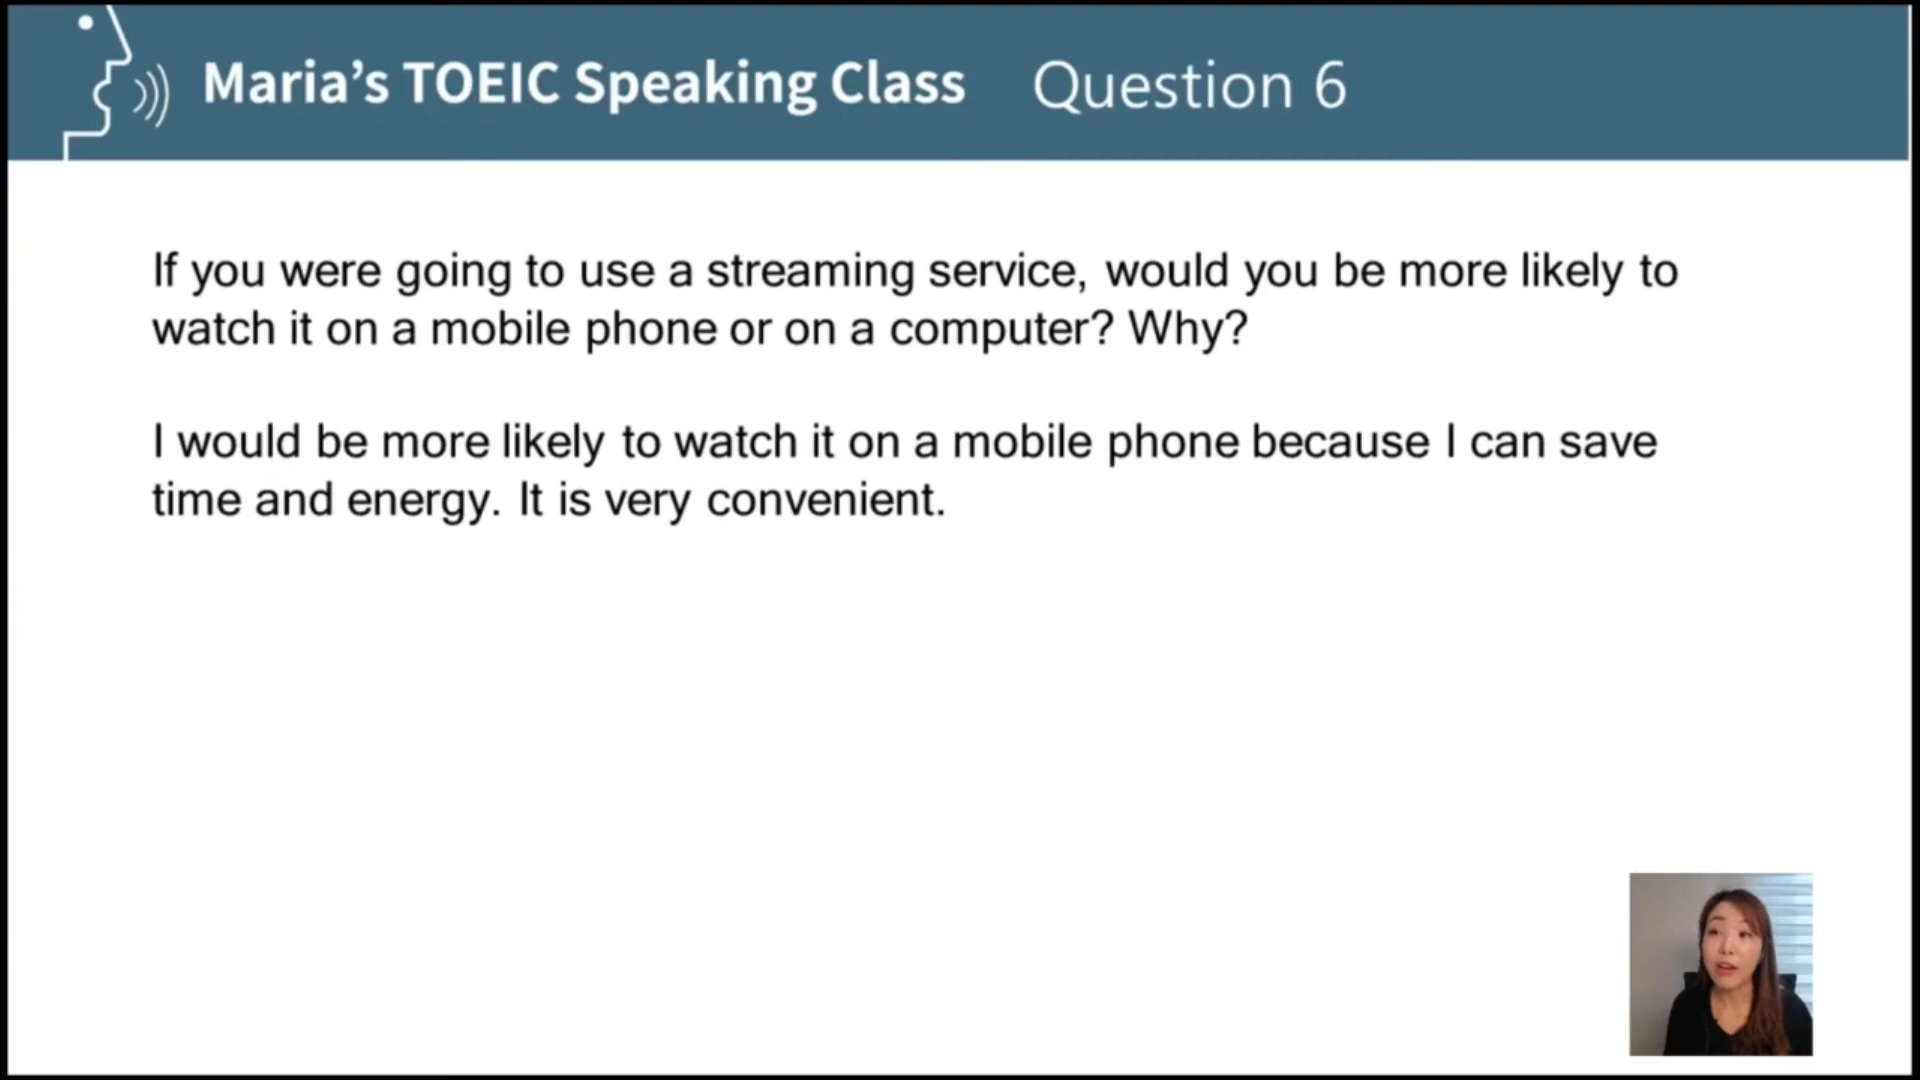 Maria’s TOEIC Speaking Class Question 6
If you were going to use a streaming service, would you be more likely to
watch it on a mobile phone or on a computer? Why?
I would be more likely to watch it on a mobile phone because I can save
time and energy. It is very convenient.